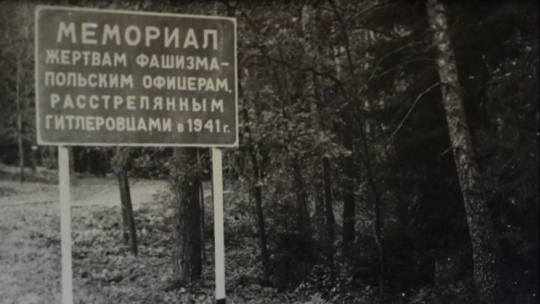 МЕМОРИАЛ
ЖЕРТВАМ ФАШИЗМА-
ПОЛЬСКИМ ОФИЦЕРАМ,
РАССТРЕЛЯННЫМ
ГИТЛЕРОВЦАМИ в 1941 г.